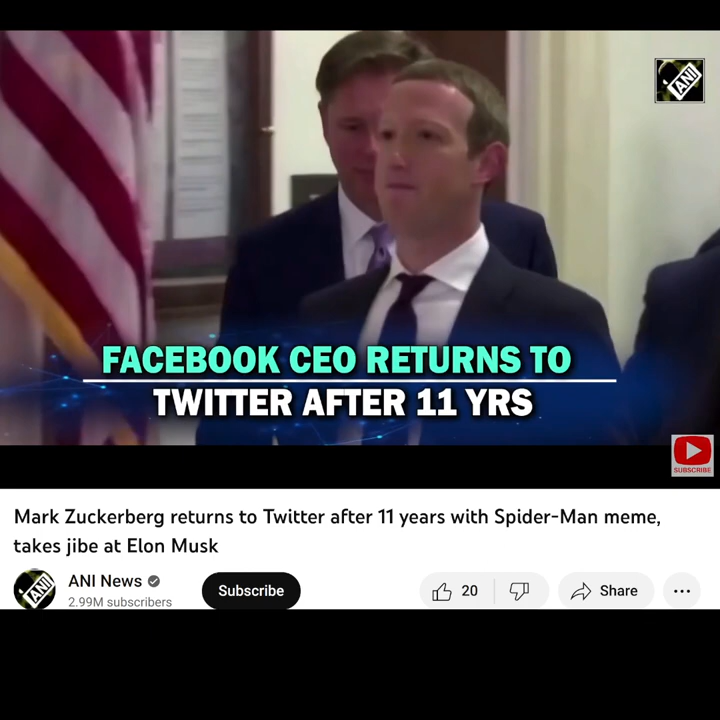 ANI
FACEBOOK CEO RETURNS TO
TWITTER AFTER 11 YRS
SUBSCRIBE
Mark Zuckerberg returns to Twitter after 11 years with Spider-Man meme,
takes jibe at Elon Musk
ANI
ANI News
2.99M subscribers
Subscribe
20
Share